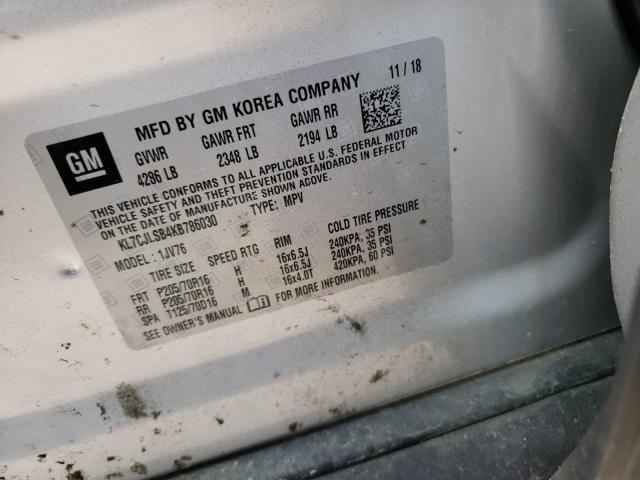 GM
MFD BY GM KOREA COMPANY 11 / 18
GVWR GAWR FRT GAWR RR
4286 LB 2348 LB 2194 LB
THIS VEHICLE CONFORMS TO ALL APPLICABLE U.S. FEDERAL MOTOR
VEHICLE SAFETY AND THEFT PREVENTION STANDARDS IN EFFECT
ON THE DATE OF MANUFACTURE SHOWN ABOVE.
KL7CJLSB4KB786030 TYPE: MPV
MODEL: 1JV76
TIRE SIZE SPEED RTG RIM COLD TIRE PRESSURE
FRT P205/70R16 H 16x6.5J 240KPA, 35 PSI
RR P205/70R16 H 16x6.5J 240KPA, 35 PSI
SPA T125/70D16 M 16x4.0T 420KPA, 60 PSI
SEE OWNER'S MANUAL FOR MORE INFORMATION.